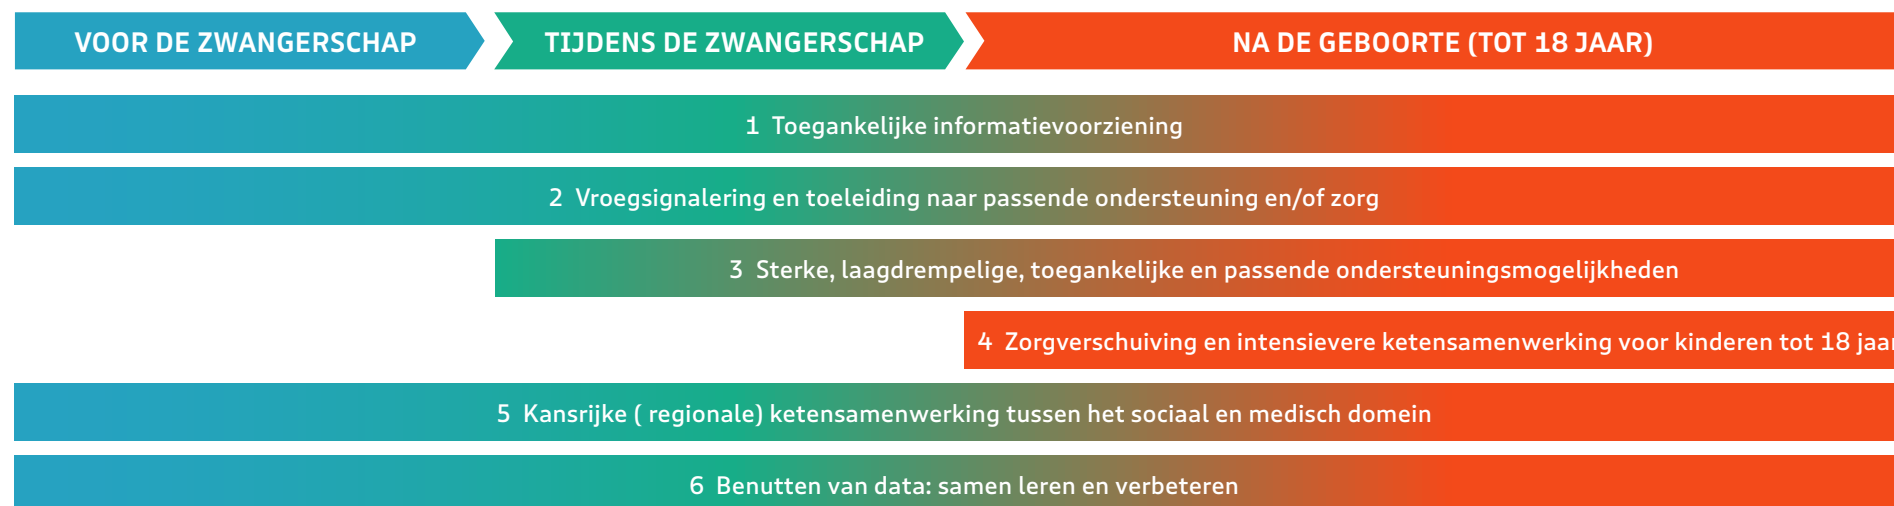 VOOR DE ZWANGERSCHAP
TIJDENS DE ZWANGERSCHAP
NA DE GEBOORTE (TOT 18 JAAR)
1 Toegankelijke informatievoorziening
2 Vroegsignalering en toeleiding naar passende ondersteuning en/of zorg
3 Sterke, laagdrempelige, toegankelijke en passende ondersteuningsmogelijkheden
4 Zorgverschuiving en intensievere ketensamenwerking voor kinderen tot 18 jaar
5 Kansrijke ( regionale) ketensamenwerking tussen het sociaal en medisch domein
6 Benutten van data: samen leren en verbeteren